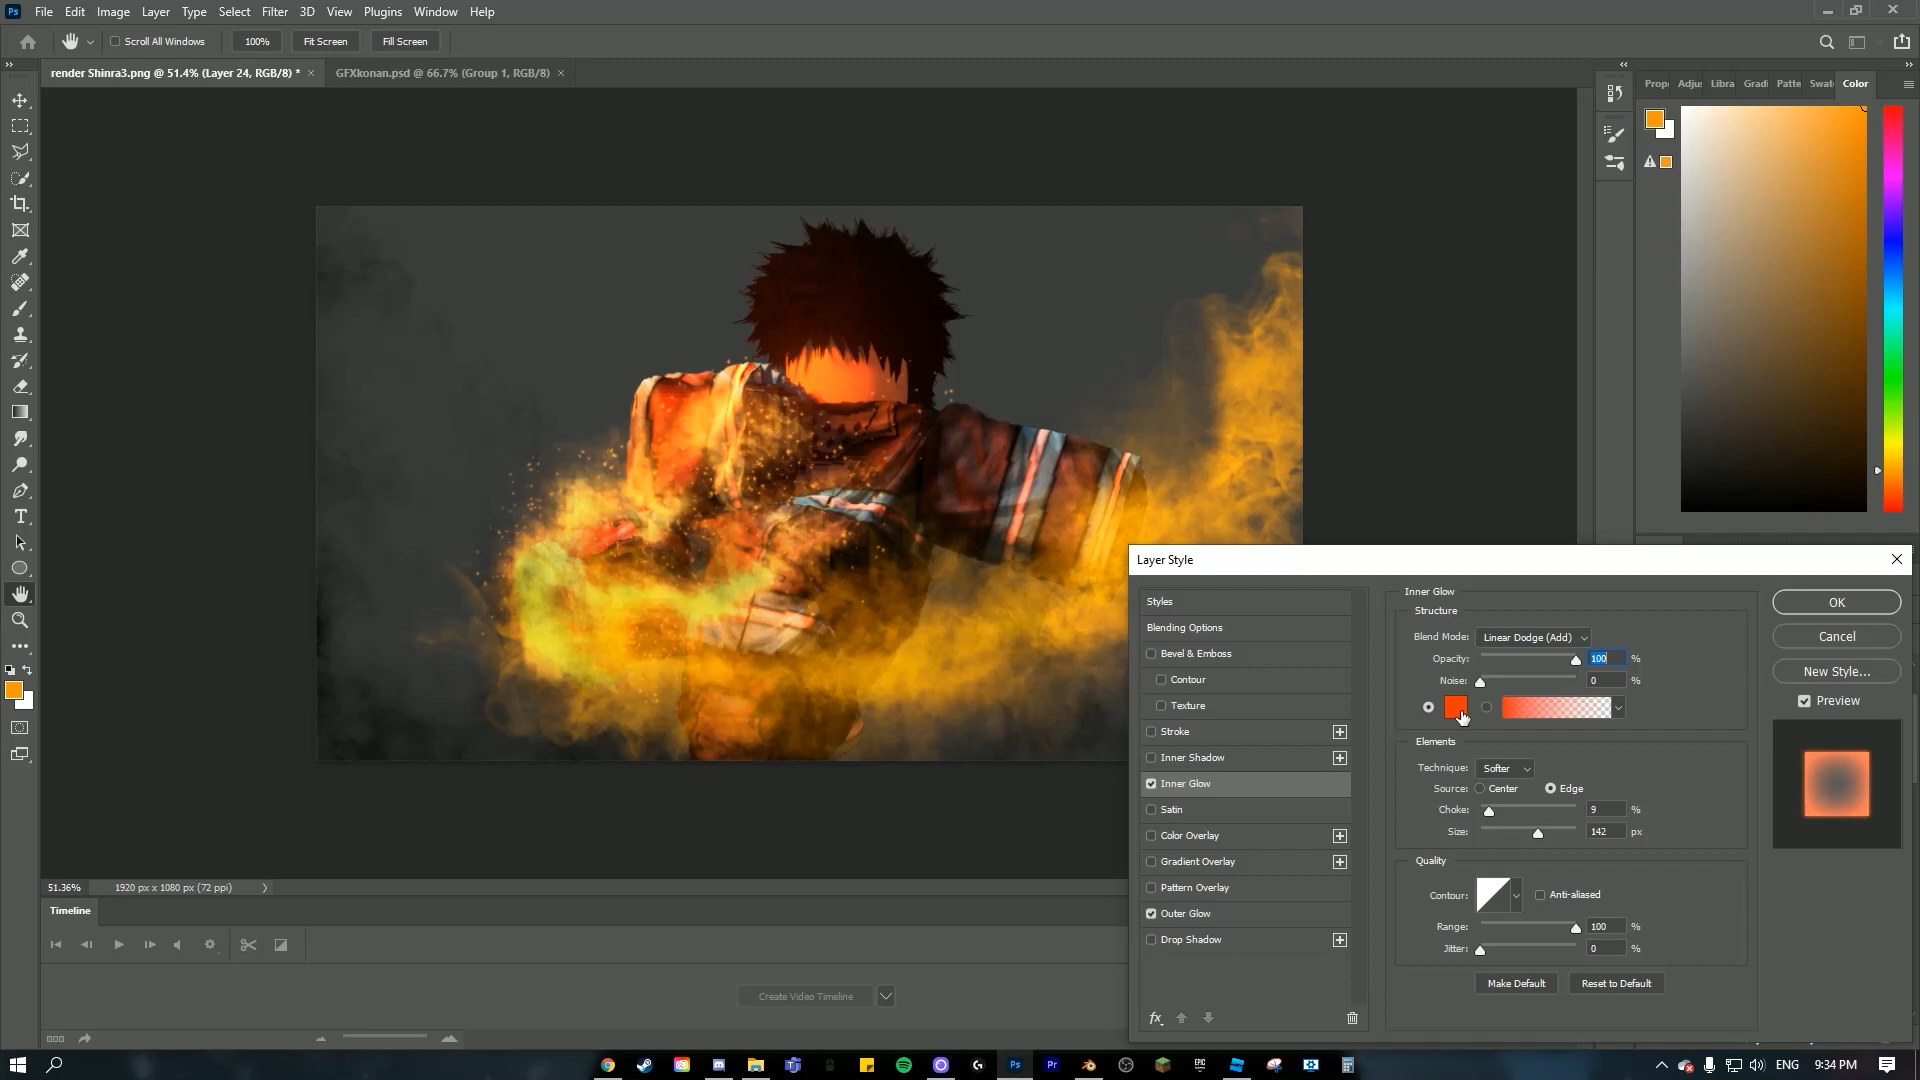 Ps File Edit Image Layer Type Select Filter 3D View Plugins Window Help
Scroll All Windows 100% Fit Screen Fill Screen
render Shinra3.png @ 51.4% (Layer 24, RGB/8) * × GFXkonan.psd @ 66.7% (Group 1, RGB/8) ×
Prop Adjus Libra Gradi Patte Swat Color
Layer Style
Styles
Blending Options
Bevel & Emboss
Contour
Texture
Stroke
Inner Shadow
Inner Glow
Satin
Color Overlay
Gradient Overlay
Pattern Overlay
Outer Glow
Drop Shadow
fx
Inner Glow
Structure
Blend Mode: Linear Dodge (Add)
Opacity: 100 %
Noise: 0 %
Elements
Technique: Softer
Source: Center Edge
Choke: 9 %
Size: 142 px
Quality
Contour: Anti-aliased
Range: 100 %
Jitter: 0 %
Make Default Reset to Default
OK
Cancel
New Style...
Preview
51.36% 1920 px x 1080 px (72 ppi)
Timeline
Create Video Timeline
Ps Pr EPIC ENG 9:34 PM